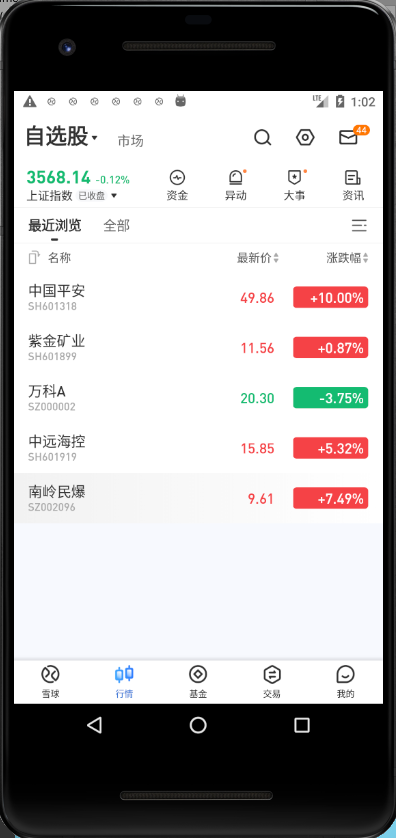 LTE 1:02
自选股 市场 44
3568.14 -0.12%
上证指数 已收盘
资金 异动 大事 资讯
最近浏览 全部
名称 最新价 涨跌幅
中国平安 49.86 +10.00%
SH601318
紫金矿业 11.56 +0.87%
SH601899
万科A 20.30 -3.75%
SZ000002
中远海控 15.85 +5.32%
SH601919
南岭民爆 9.61 +7.49%
SZ002096
雪球 行情 基金 交易 我的